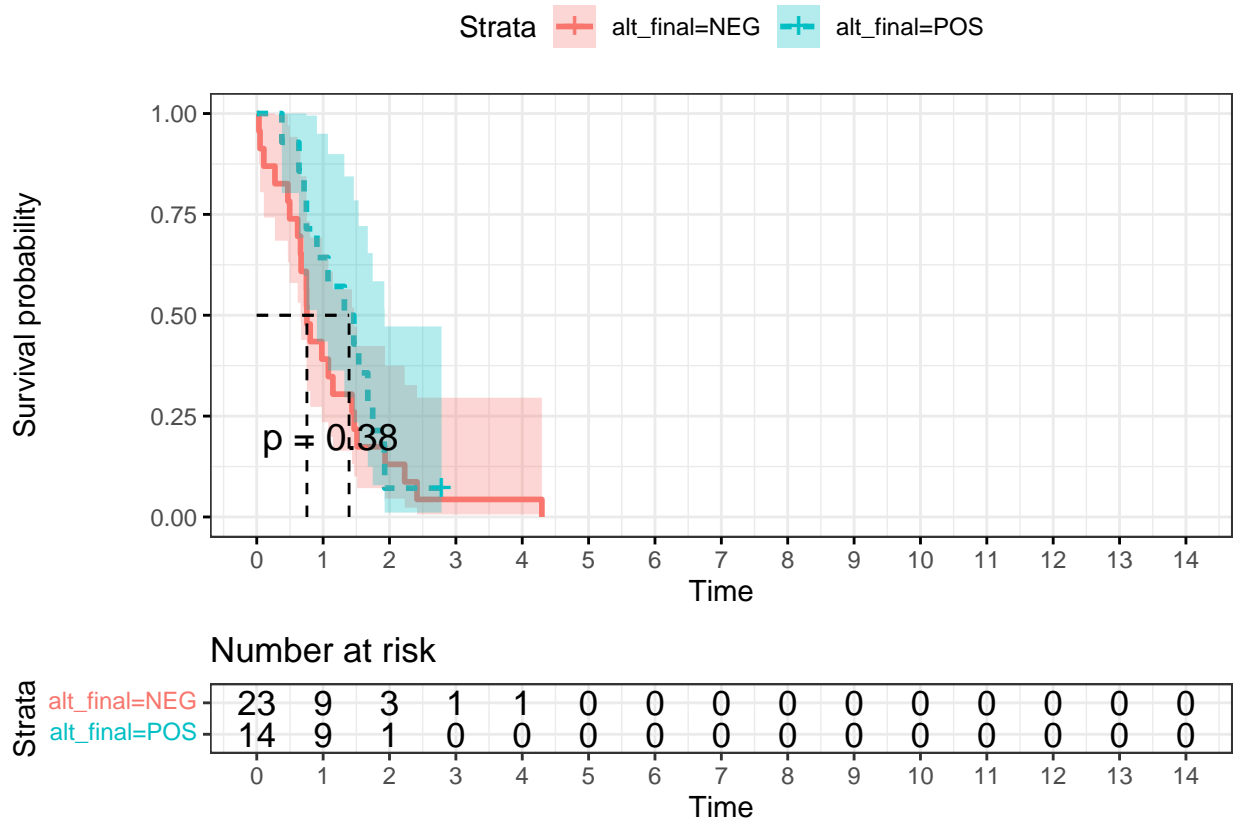 Strata alt_final=NEG alt_final=POS
1.00
0.75
0.50
0.25
0.00
Survival probability
p = 0.38
0 1 2 3 4 5 6 7 8 9 10 11 12 13 14
Time
Number at risk
Strata
alt_final=NEG 23 9 3 1 1 0 0 0 0 0 0 0 0 0 0
alt_final=POS 14 9 1 0 0 0 0 0 0 0 0 0 0 0 0
0 1 2 3 4 5 6 7 8 9 10 11 12 13 14
Time